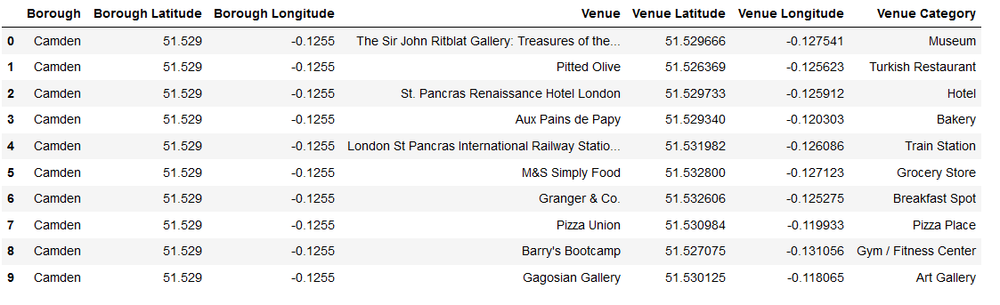 Borough Borough Latitude Borough Longitude Venue Venue Latitude Venue Longitude Venue Category
0 Camden 51.529 -0.1255 The Sir John Ritblat Gallery: Treasures of the... 51.529666 -0.127541 Museum
1 Camden 51.529 -0.1255 Pitted Olive 51.526369 -0.125623 Turkish Restaurant
2 Camden 51.529 -0.1255 St. Pancras Renaissance Hotel London 51.529733 -0.125912 Hotel
3 Camden 51.529 -0.1255 Aux Pains de Papy 51.529340 -0.120303 Bakery
4 Camden 51.529 -0.1255 London St Pancras International Railway Statio... 51.531982 -0.126086 Train Station
5 Camden 51.529 -0.1255 M&S Simply Food 51.532800 -0.127123 Grocery Store
6 Camden 51.529 -0.1255 Granger & Co. 51.532606 -0.125275 Breakfast Spot
7 Camden 51.529 -0.1255 Pizza Union 51.530984 -0.119933 Pizza Place
8 Camden 51.529 -0.1255 Barry's Bootcamp 51.527075 -0.131056 Gym / Fitness Center
9 Camden 51.529 -0.1255 Gagosian Gallery 51.530125 -0.118065 Art Gallery